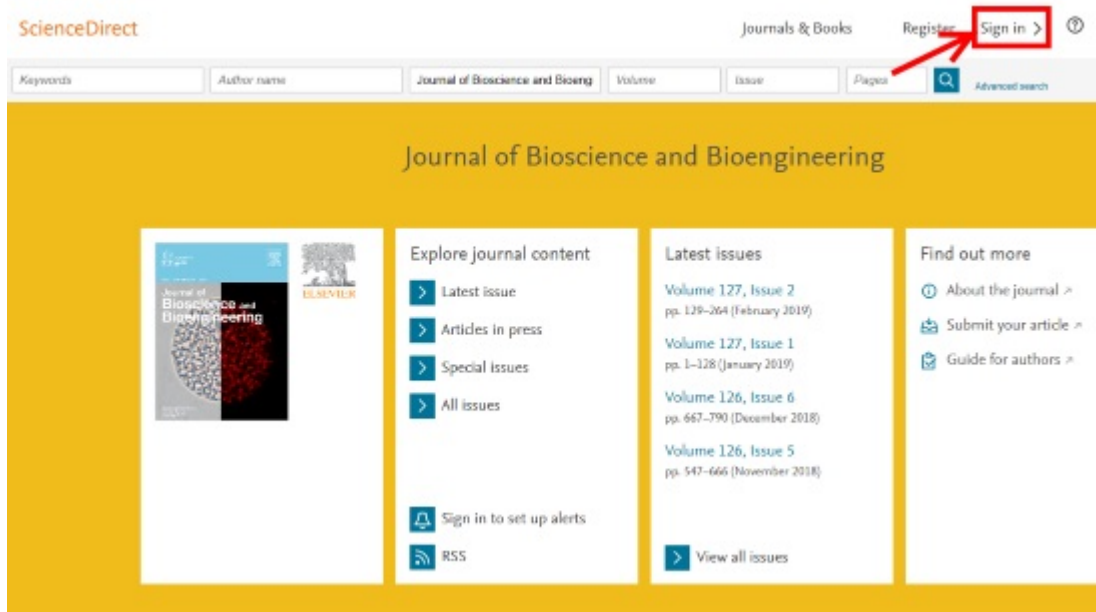 ScienceDirect
Journals & Books
Register
Sign in
Keywords
Author name
Journal of Bioscience and Bioeng
Volume
Issue
Pages
Advanced search
Journal of Bioscience and Bioengineering
Journal of
Bioscience and
Bioengineering
ELSEVIER
Explore journal content
Latest issue
Articles in press
Special issues
All issues
Sign in to set up alerts
RSS
Latest issues
Volume 127, Issue 2
pp. 129–264 (February 2019)
Volume 127, Issue 1
pp. 1–128 (January 2019)
Volume 126, Issue 6
pp. 667–790 (December 2018)
Volume 126, Issue 5
pp. 547–666 (November 2018)
View all issues
Find out more
About the journal
Submit your article
Guide for authors